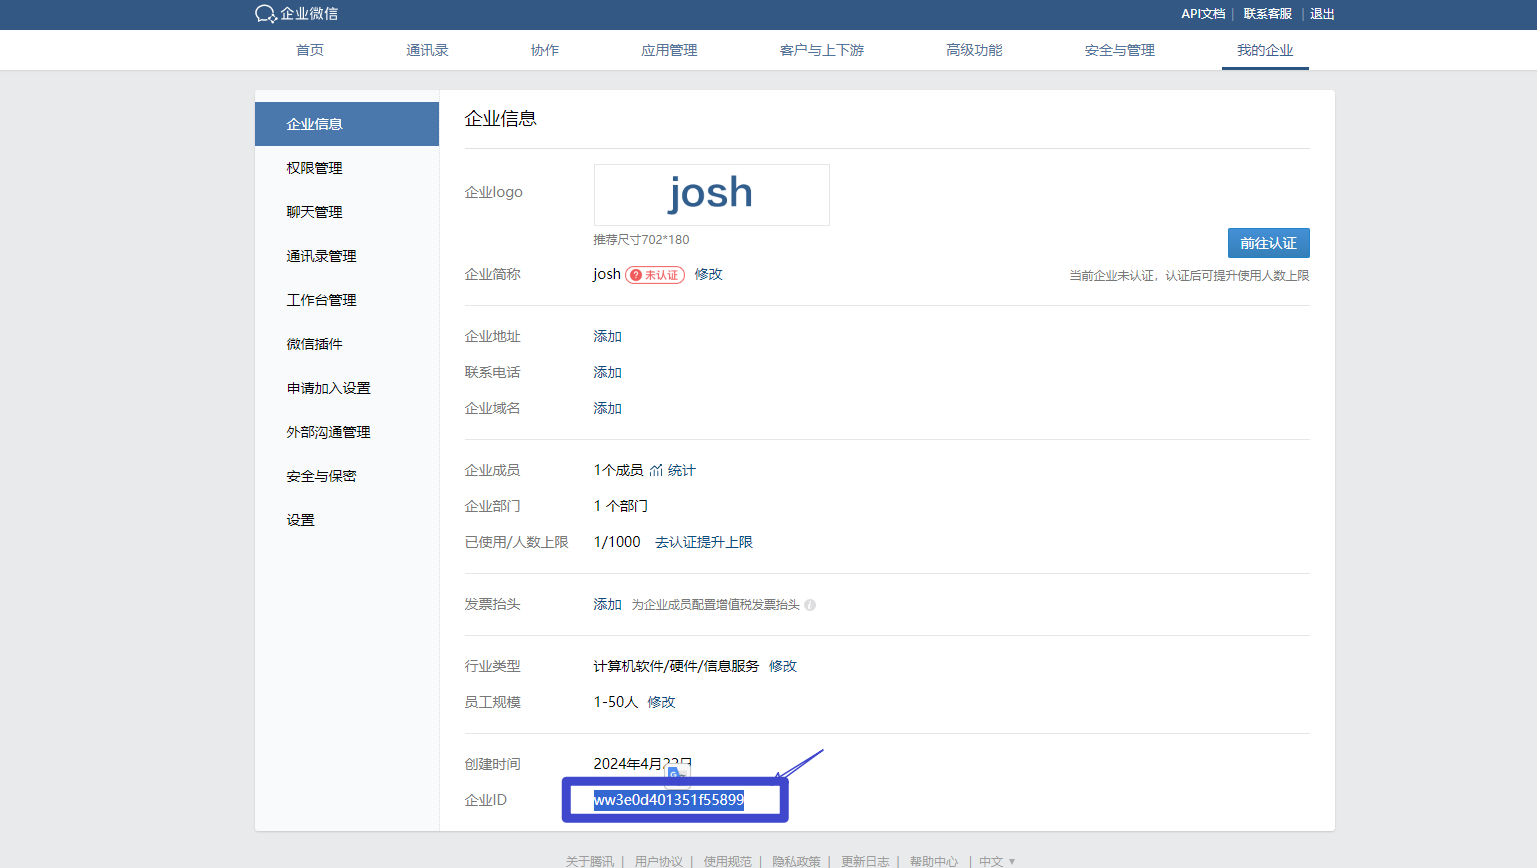 企业微信
API文档 | 联系客服 | 退出
首页 通讯录 协作 应用管理 客户与上下游 高级功能 安全与管理 我的企业
企业信息
权限管理
聊天管理
通讯录管理
工作台管理
微信插件
申请加入设置
外部沟通管理
安全与保密
设置
企业信息
企业logo
josh
推荐尺寸702*180
前往认证
企业简称 josh 未认证 修改
当前企业未认证，认证后可提升使用人数上限
企业地址 添加
联系电话 添加
企业域名 添加
企业成员 1个成员 统计
企业部门 1 个部门
已使用/人数上限 1/1000 去认证提升上限
发票抬头 添加 为企业成员配置增值税发票抬头
行业类型 计算机软件/硬件/信息服务 修改
员工规模 1-50人 修改
创建时间 2024年4月22日
企业ID ww3e0d401351f55899
关于腾讯 | 用户协议 | 使用规范 | 隐私政策 | 更新日志 | 帮助中心 | 中文